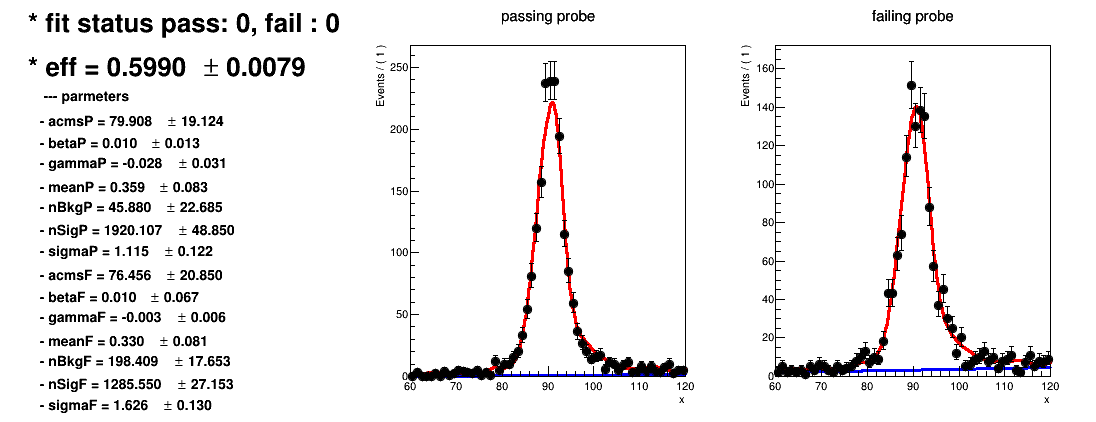 * fit status pass: 0, fail : 0
* eff = 0.5990 ± 0.0079
--- parmeters
- acmsP = 79.908 ± 19.124
- betaP = 0.010 ± 0.013
- gammaP = -0.028 ± 0.031
- meanP = 0.359 ± 0.083
- nBkgP = 45.880 ± 22.685
- nSigP = 1920.107 ± 48.850
- sigmaP = 1.115 ± 0.122
- acmsF = 76.456 ± 20.850
- betaF = 0.010 ± 0.067
- gammaF = -0.003 ± 0.006
- meanF = 0.330 ± 0.081
- nBkgF = 198.409 ± 17.653
- nSigF = 1285.550 ± 27.153
- sigmaF = 1.626 ± 0.130
passing probe
Events / ( 1 )
250
200
150
100
50
0
60 70 80 90 100 110 120
x
failing probe
Events / ( 1 )
160
140
120
100
80
60
40
20
0
60 70 80 90 100 110 120
x